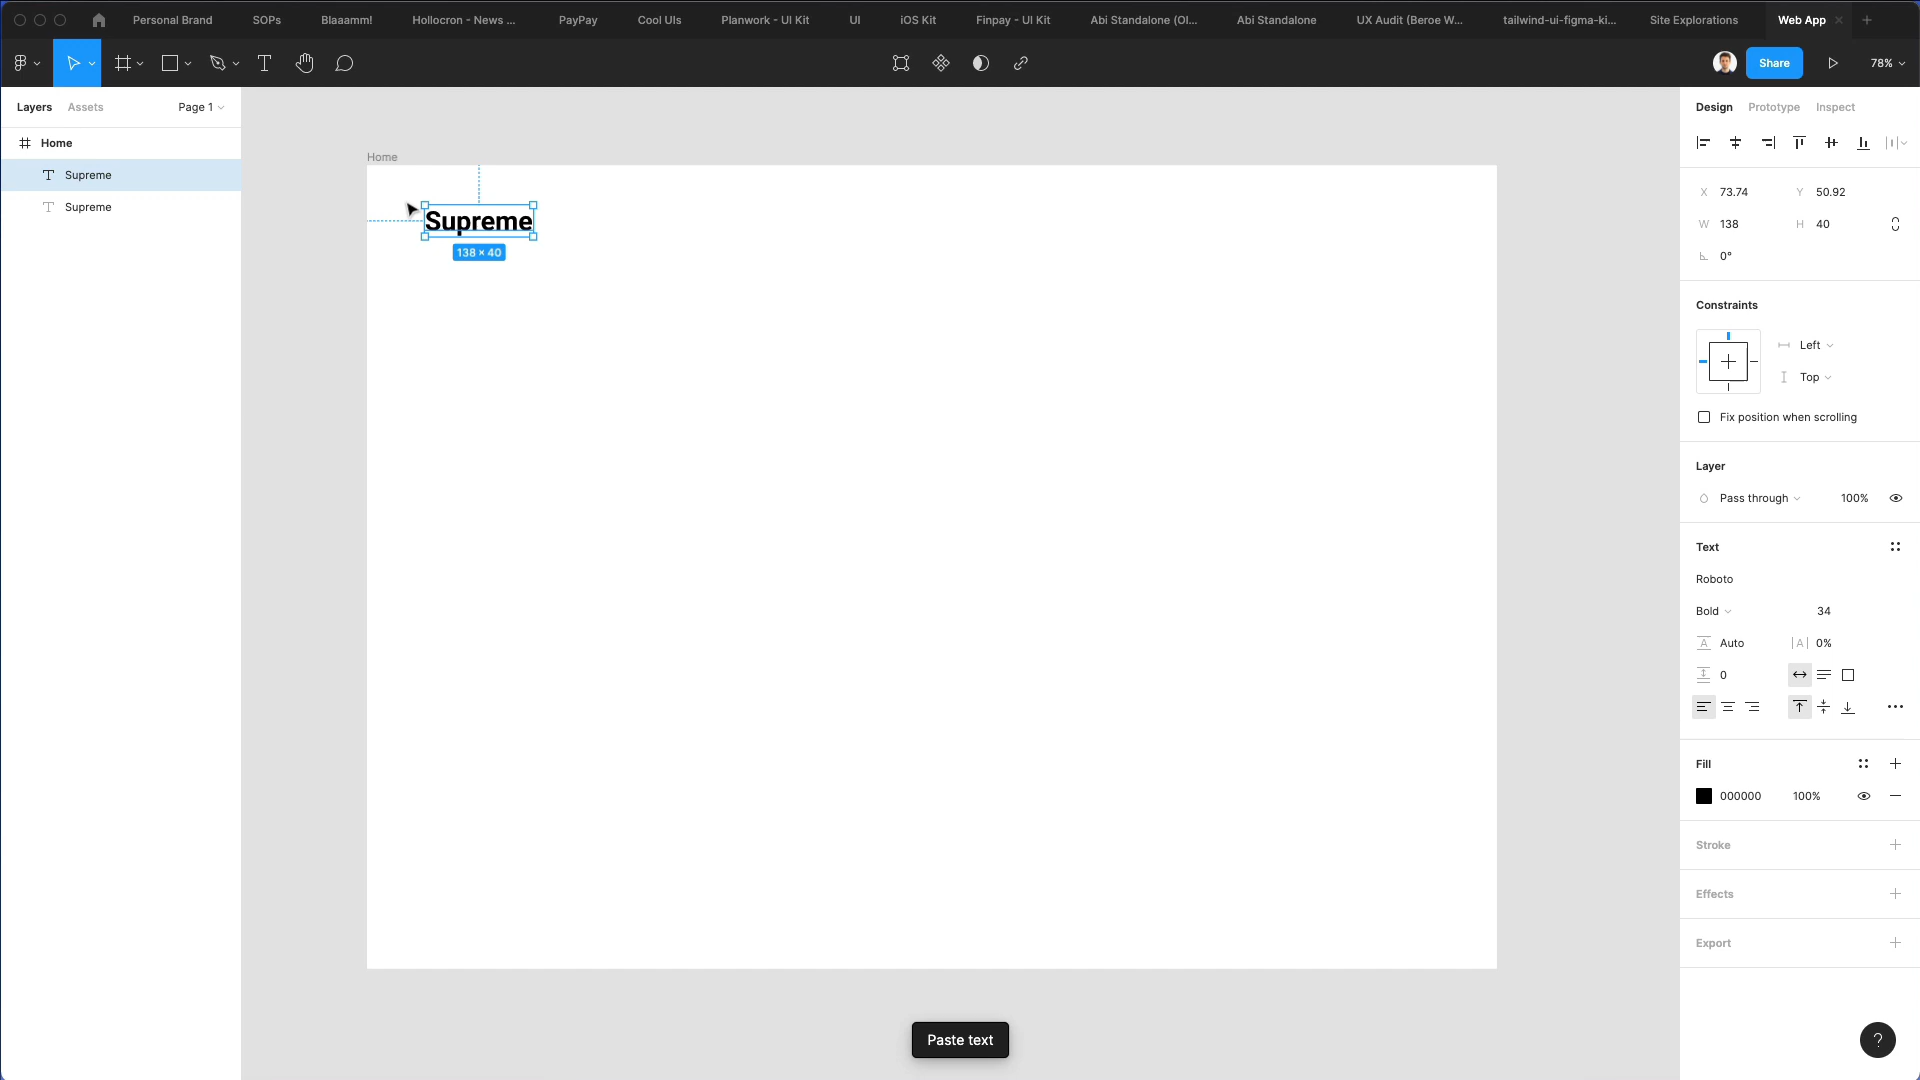 Personal Brand SOPs Blaaamm! Hollocron - News ... PayPay Cool UIs Planwork - UI Kit UI iOS Kit Finpay - UI Kit Abi Standalone (Ol... Abi Standalone UX Audit (Beroe W... tailwind-ui-figma-ki... Site Explorations Web App
Share 78%
Layers Assets Page 1
Home
Supreme
Supreme
Home
Supreme
138 × 40
Paste text
Design Prototype Inspect
X 73.74 Y 50.92
W 138 H 40
0°
Constraints
Left
Top
Fix position when scrolling
Layer
Pass through 100%
Text
Roboto
Bold 34
A Auto |A| 0%
0
Fill
000000 100%
Stroke
Effects
Export
?